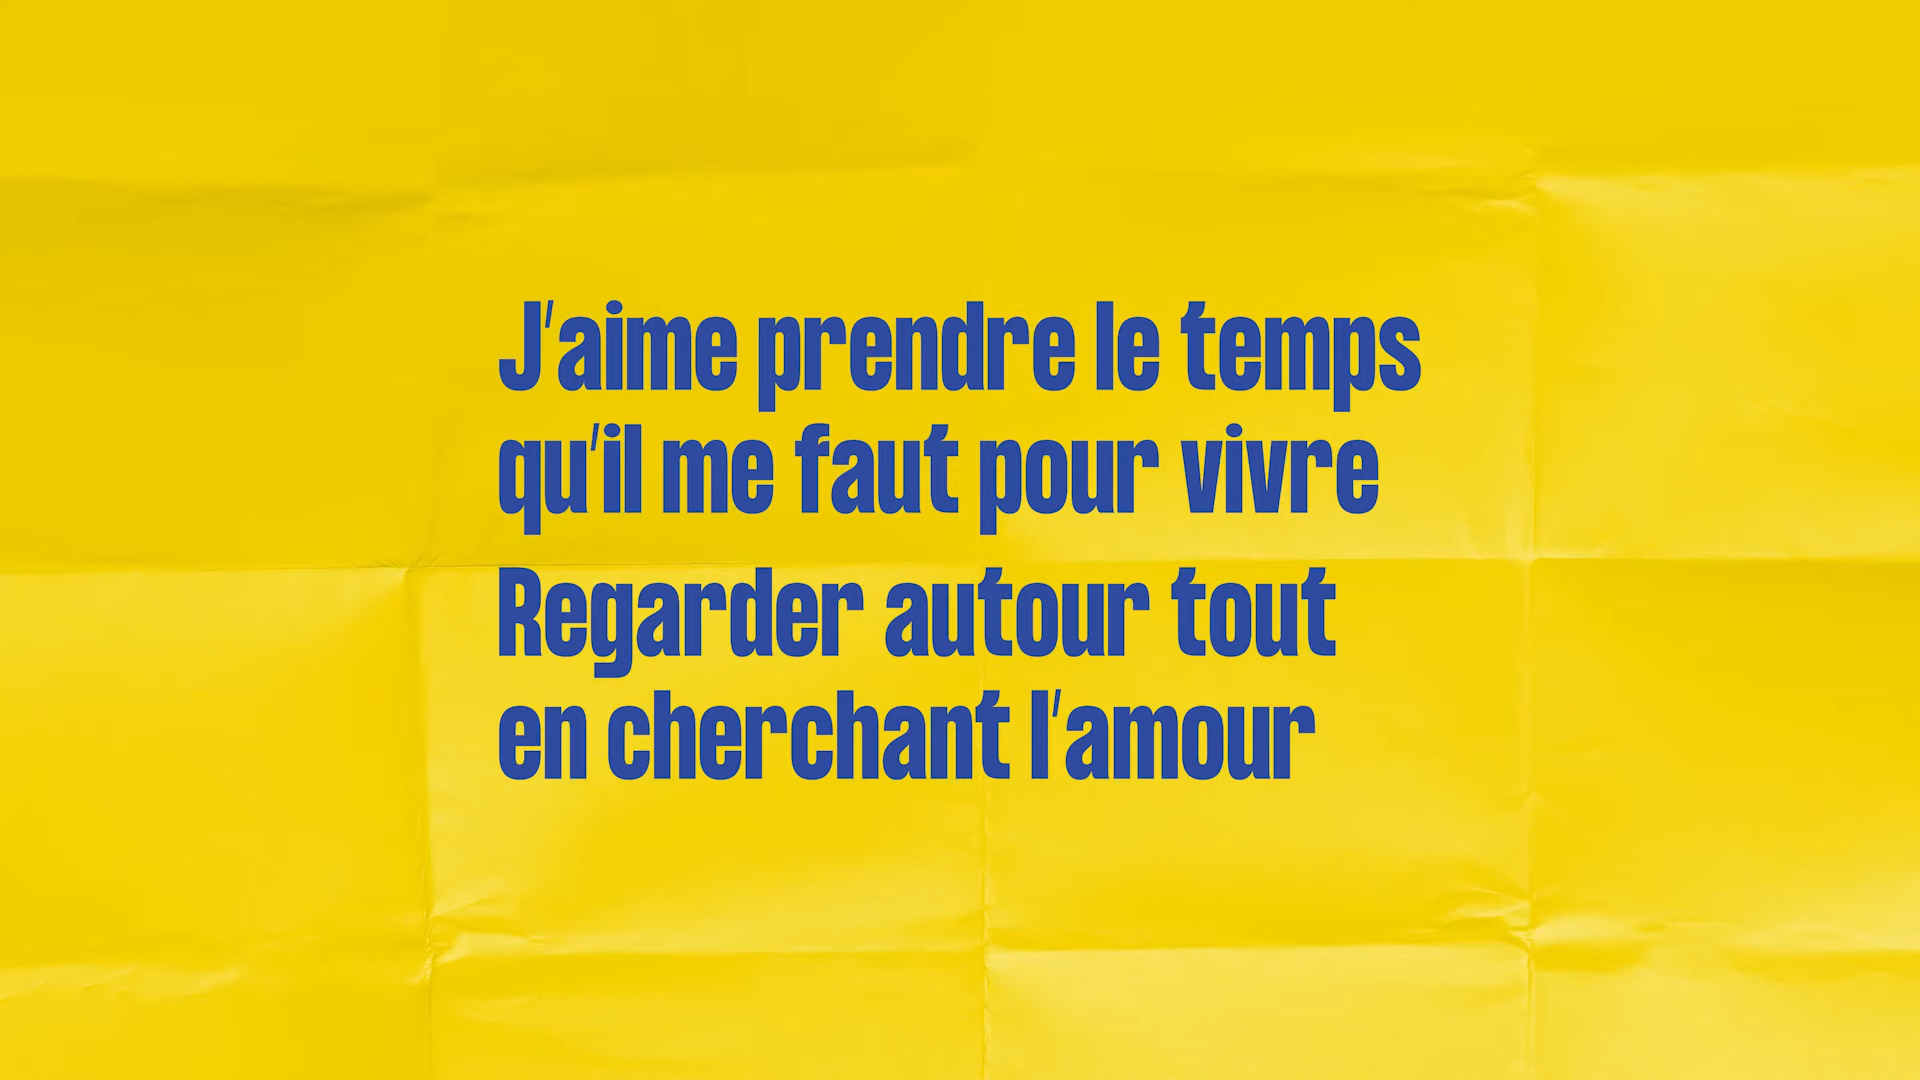 J'aime prendre le temps
qu'il me faut pour vivre
Regarder autour tout
en cherchant l'amour